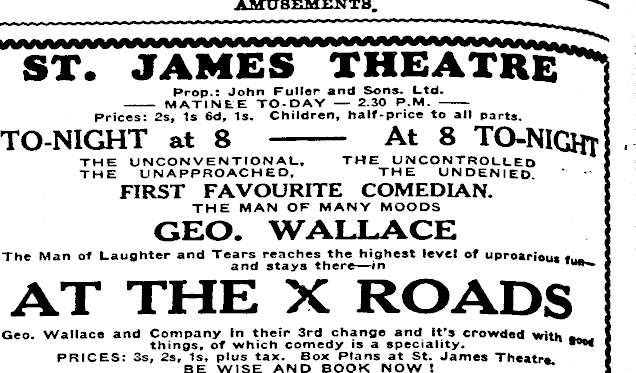 AMUSEMENTS.
ST. JAMES THEATRE
Prop.: John Fuller and Sons. Ltd.
— MATINEE TO-DAY — 2.30 P.M. —
Prices: 2s, 1s 6d, 1s. Children, half-price to all parts.
TO-NIGHT at 8 — At 8 TO-NIGHT
THE UNCONVENTIONAL, THE UNCONTROLLED
THE UNAPPROACHED, THE UNDENIED.
FIRST FAVOURITE COMEDIAN.
THE MAN OF MANY MOODS
GEO. WALLACE
The Man of Laughter and Tears reaches the highest level of uproarious fun—
and stays there—in
AT THE X ROADS
Geo. Wallace and Company in their 3rd change and it's crowded with good
things, of which comedy is a speciality.
PRICES: 3s, 2s, 1s, plus tax. Box Plans at St. James Theatre.
BE WISE AND BOOK NOW!